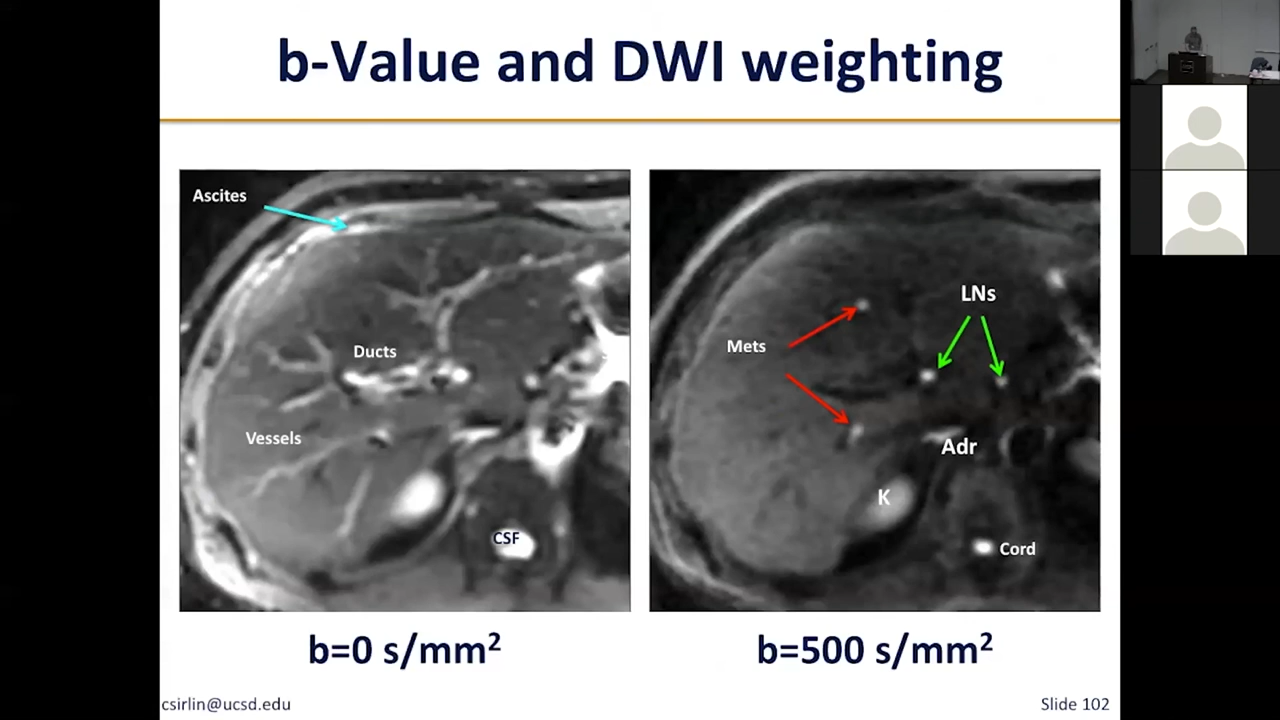 b-Value and DWI weighting
Ascites
Ducts
Vessels
CSF
LNs
Mets
Adr
K
Cord
b=0 s/mm²
b=500 s/mm²
csirlin@ucsd.edu
Slide 102